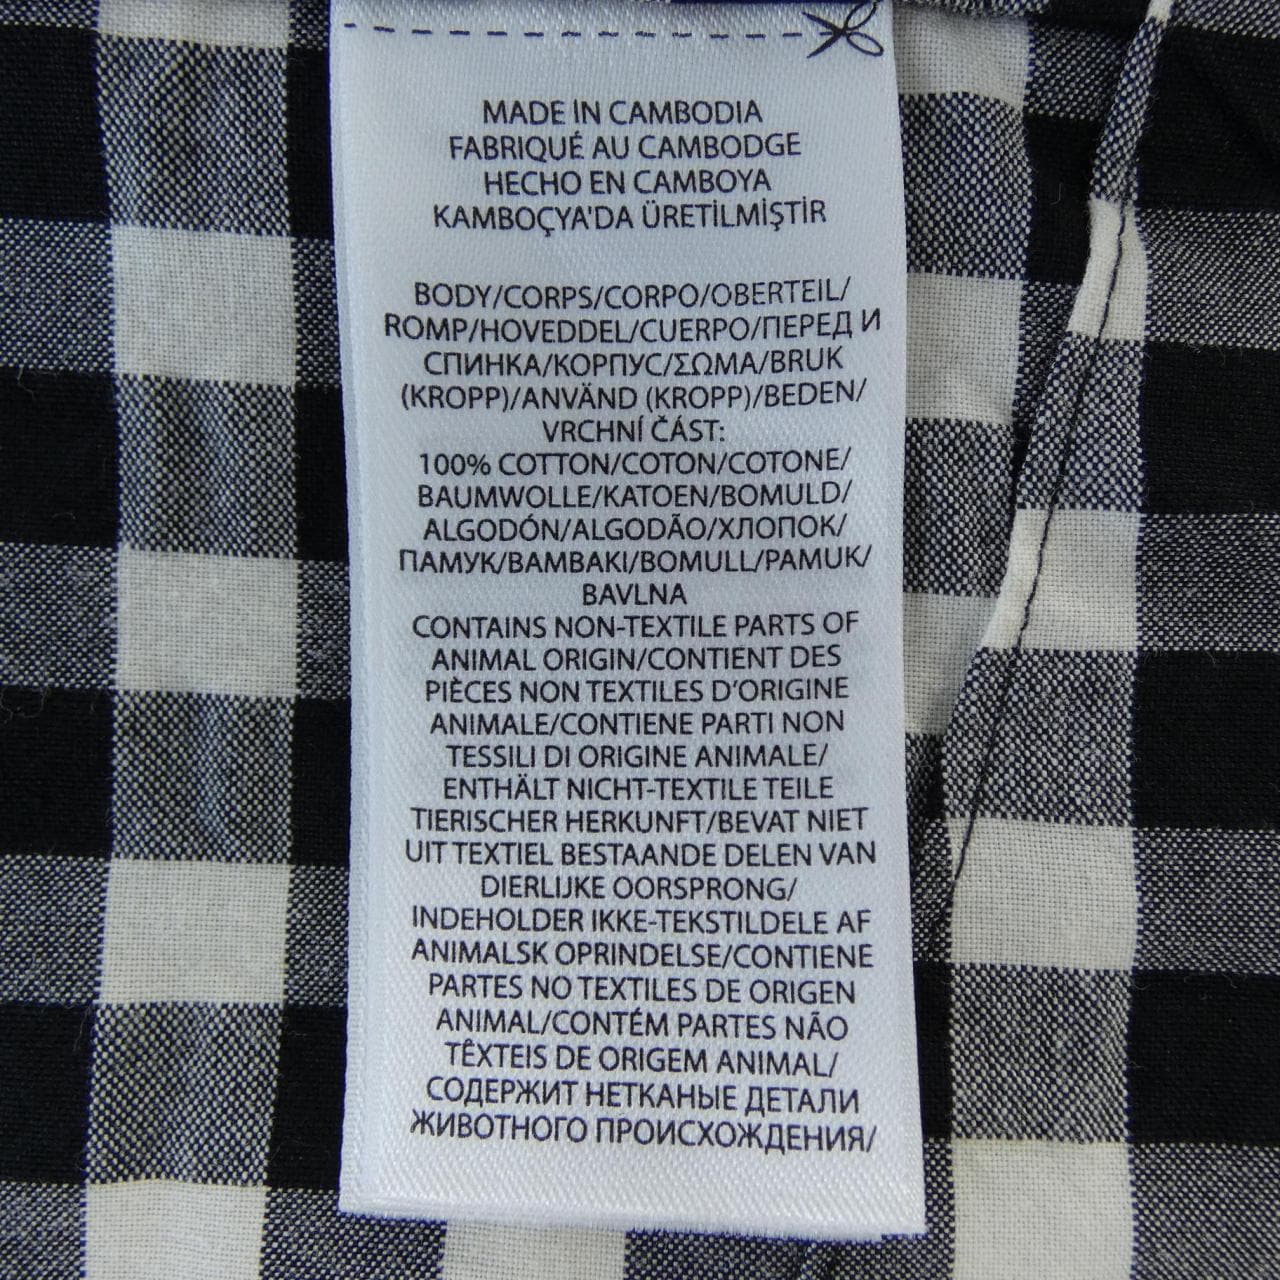 MADE IN CAMBODIA
FABRIQUÉ AU CAMBODGE
HECHO EN CAMBOYA
KAMBOÇYA'DA ÜRETİLMİŞTİR
BODY/CORPS/CORPO/OBERTEIL/
ROMP/HOVEDDEL/CUERPO/ПЕРЕД И
СПИНКА/КОРПУС/ΣΩΜΑ/BRUK
(KROPP)/ANVÄND (KROPP)/BEDEN/
VRCHNÍ ČÁST:
100% COTTON/COTON/COTONE/
BAUMWOLLE/KATOEN/BOMULD/
ALGODÓN/ALGODÃO/ХЛОПОК/
ПАМУК/ΒΑΜΒΑΚΙ/BOMULL/PAMUK/
BAVLNA
CONTAINS NON-TEXTILE PARTS OF
ANIMAL ORIGIN/CONTIENT DES
PIÈCES NON TEXTILES D'ORIGINE
ANIMALE/CONTIENE PARTI NON
TESSILI DI ORIGINE ANIMALE/
ENTHÄLT NICHT-TEXTILE TEILE
TIERISCHER HERKUNFT/BEVAT NIET
UIT TEXTIEL BESTAANDE DELEN VAN
DIERLIJKE OORSPRONG/
INDEHOLDER IKKE-TEKSTILDELE AF
ANIMALSK OPRINDELSE/CONTIENE
PARTES NO TEXTILES DE ORIGEN
ANIMAL/CONTÉM PARTES NÃO
TÊXTEIS DE ORIGEM ANIMAL/
СОДЕРЖИТ НЕТКАНЫЕ ДЕТАЛИ
ЖИВОТНОГО ПРОИСХОЖДЕНИЯ/